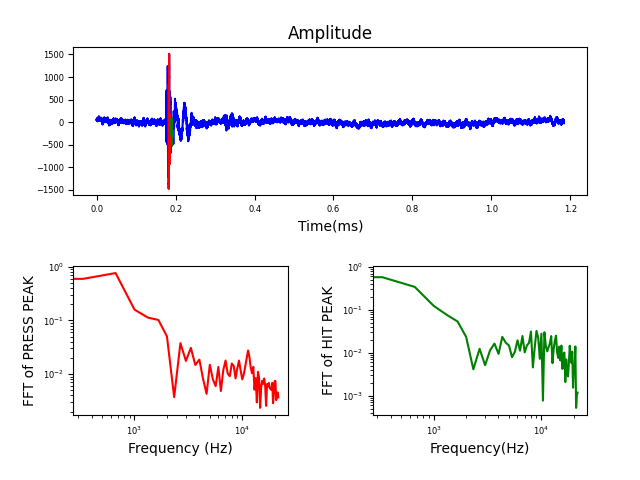 Amplitude
1500
1000
500
0
−500
−1000
−1500
0.0 0.2 0.4 0.6 0.8 1.0 1.2
Time(ms)
FFT of PRESS PEAK
10⁰
10⁻¹
10⁻²
10³ 10⁴
Frequency (Hz)
FFT of HIT PEAK
10⁰
10⁻¹
10⁻²
10⁻³
10³ 10⁴
Frequency(Hz)